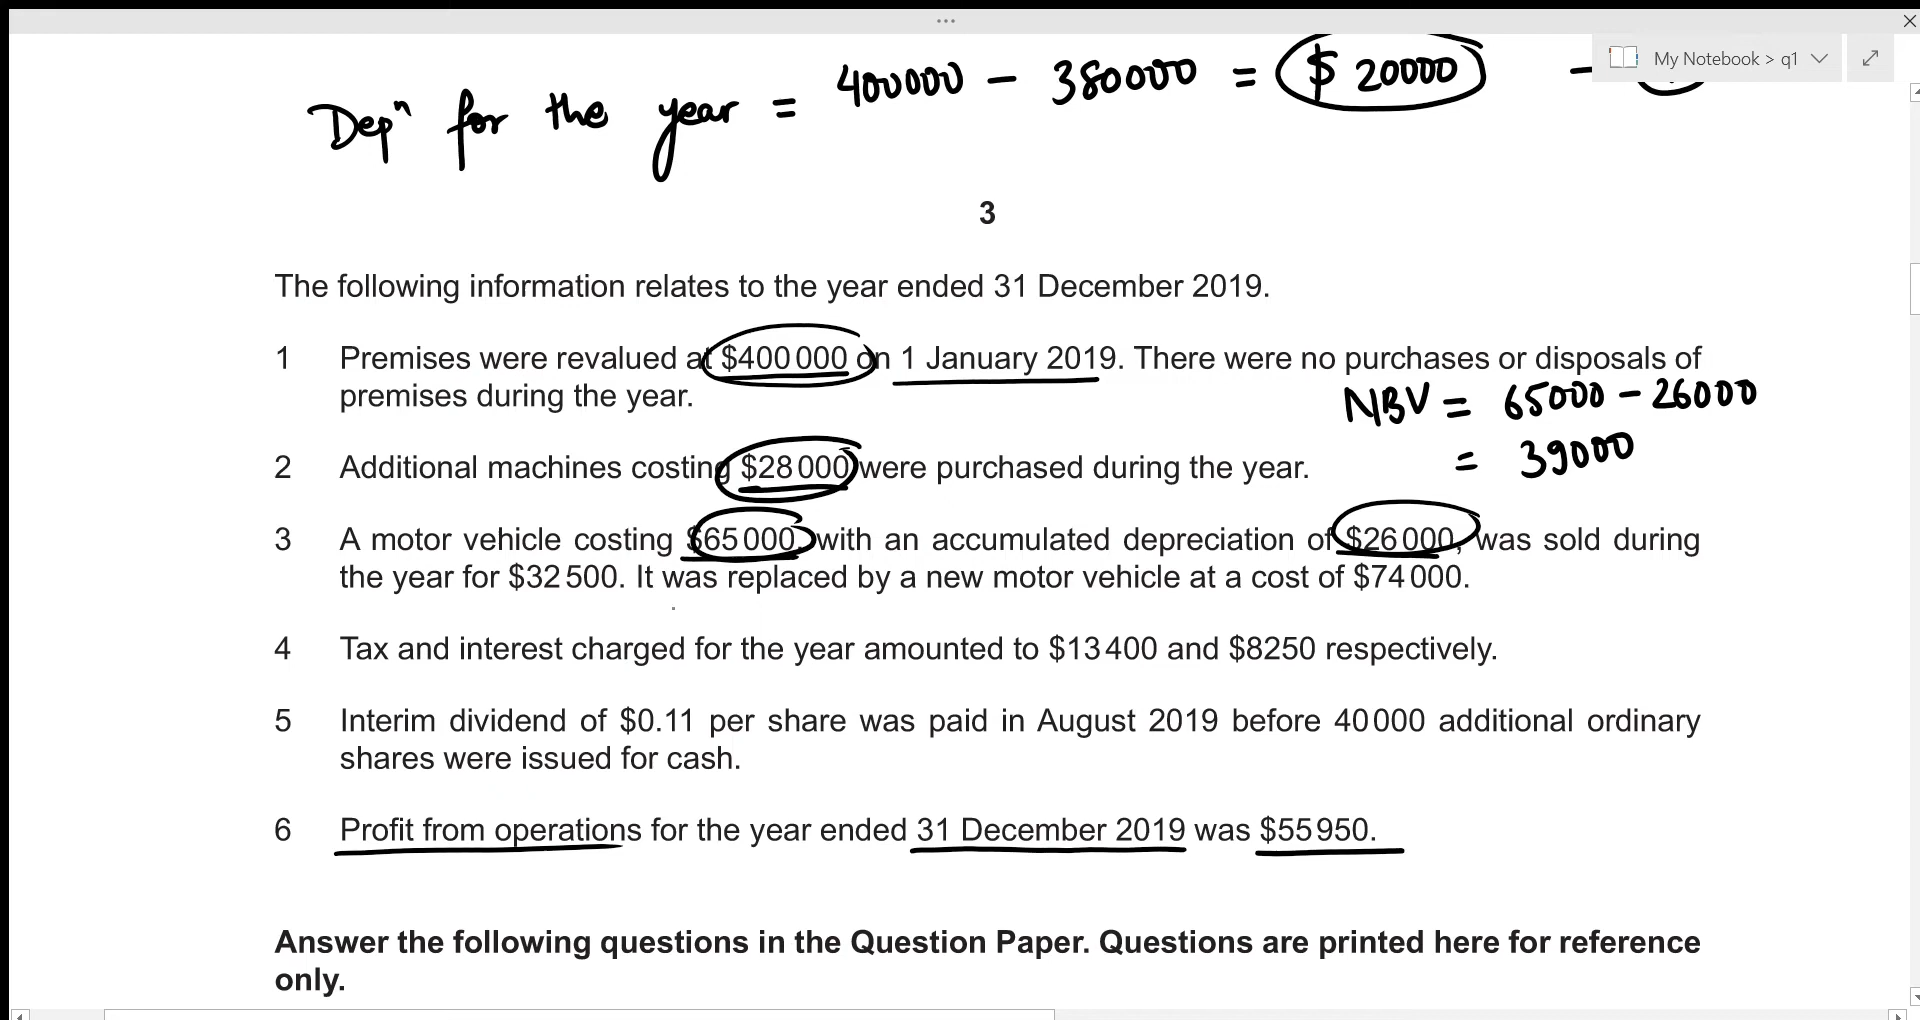 My Notebook > q1
400000 – 380000 = $ 20000 –
Depⁿ for the year =
3
The following information relates to the year ended 31 December 2019.
1 Premises were revalued at $400 000 on 1 January 2019. There were no purchases or disposals of
premises during the year.
NBV = 65000 – 26000
= 39000
2 Additional machines costing $28 000 were purchased during the year.
3 A motor vehicle costing $65 000, with an accumulated depreciation of $26 000, was sold during
the year for $32 500. It was replaced by a new motor vehicle at a cost of $74 000.
4 Tax and interest charged for the year amounted to $13 400 and $8250 respectively.
5 Interim dividend of $0.11 per share was paid in August 2019 before 40 000 additional ordinary
shares were issued for cash.
6 Profit from operations for the year ended 31 December 2019 was $55 950.
Answer the following questions in the Question Paper. Questions are printed here for reference
only.